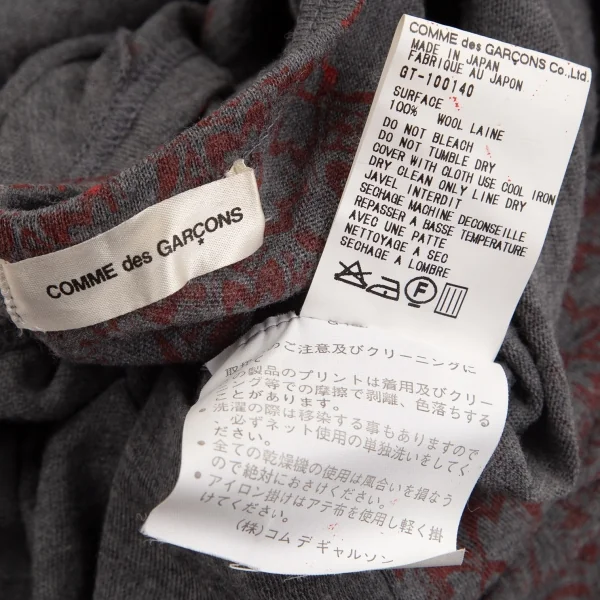 COMME des GARÇONS
COMME des GARÇONS Co.,Ltd
MADE IN JAPAN
FABRIQUE AU JAPON
GT-100140
SURFACE
100% WOOL LAINE
DO NOT BLEACH
DO NOT TUMBLE DRY
COVER WITH CLOTH USE COOL IRON
DRY CLEAN ONLY LINE DRY
JAVEL INTERDIT
SECHAGE MACHINE DECONSEILLE
REPASSER A BASSE TEMPERATURE
AVEC UNE PATTE
NETTOYAGE A SEC
SECHAGE A LOMBRE
F
ご注意及びクリーニングに
製品のプリントは着用及びクリー
ング等での摩擦で剥離、色落ちする
ことがあります。
・洗濯の際は移染する事もありますので
、必ずネット使用の単独洗いをしてく
ださい。
・全ての乾燥機の使用は風合いを損なう
ので絶対におさけください。
・アイロン掛けはアテ布を使用し軽く掛
けてください。
(株)コム デ ギャルソン